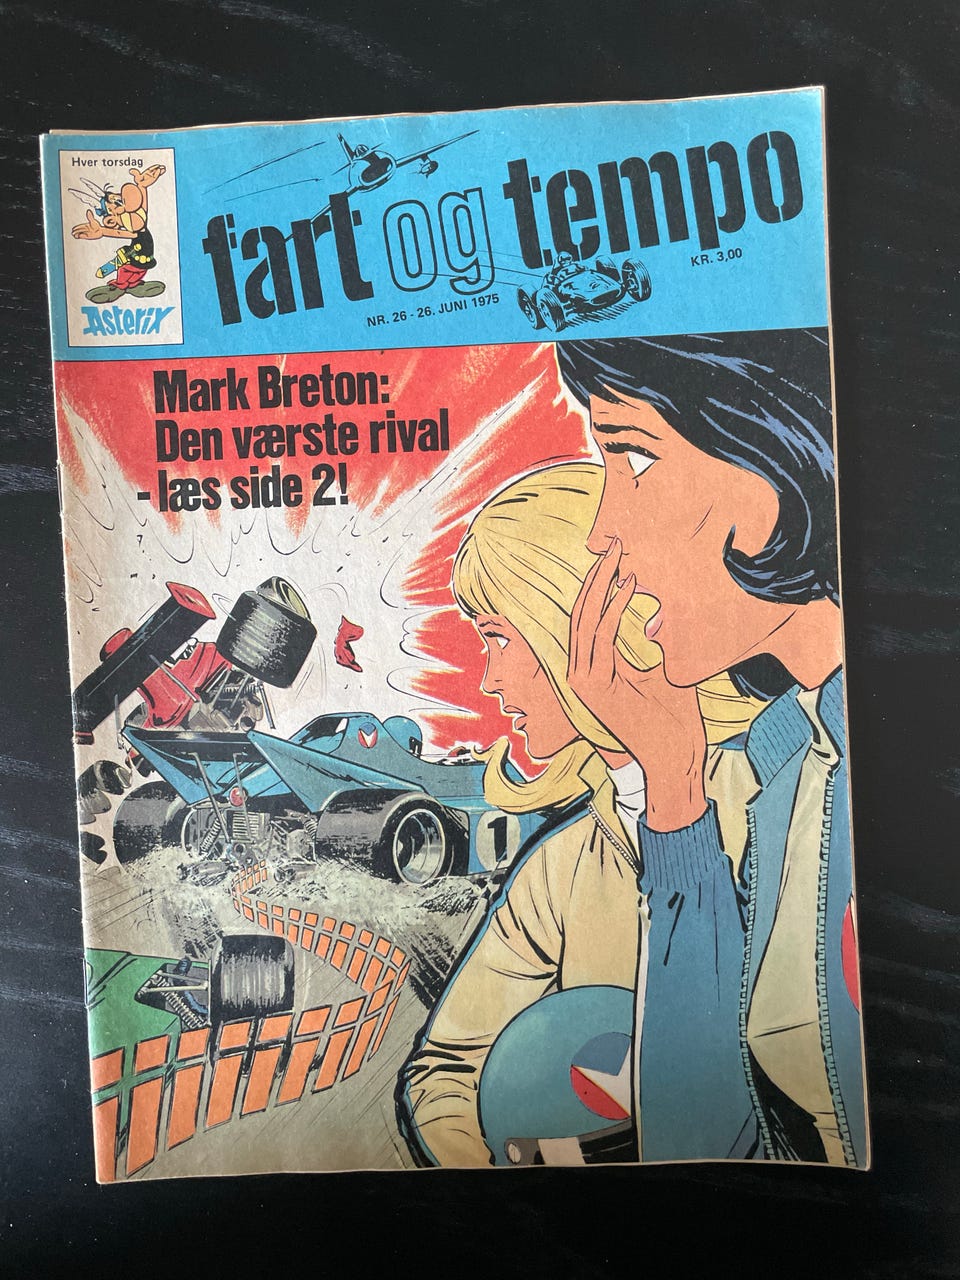 Hver torsdag
Asterix
fart og tempo
NR. 26 - 26. JUNI 1975
KR. 3,00
Mark Breton:
Den værste rival
- læs side 2!
1